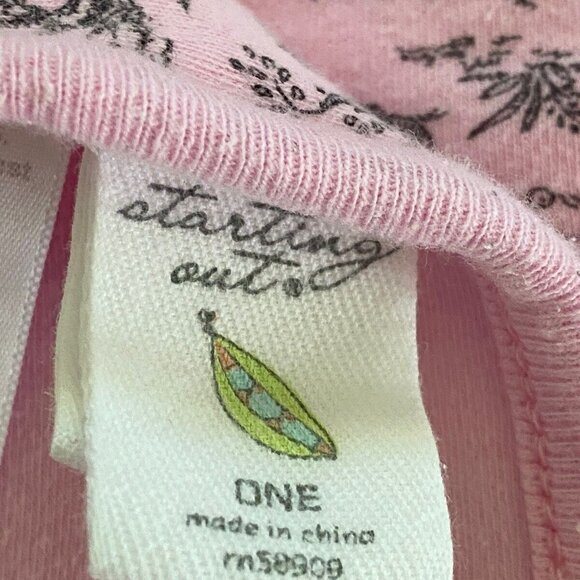 starting
out.
ONE
made in china
rn58909